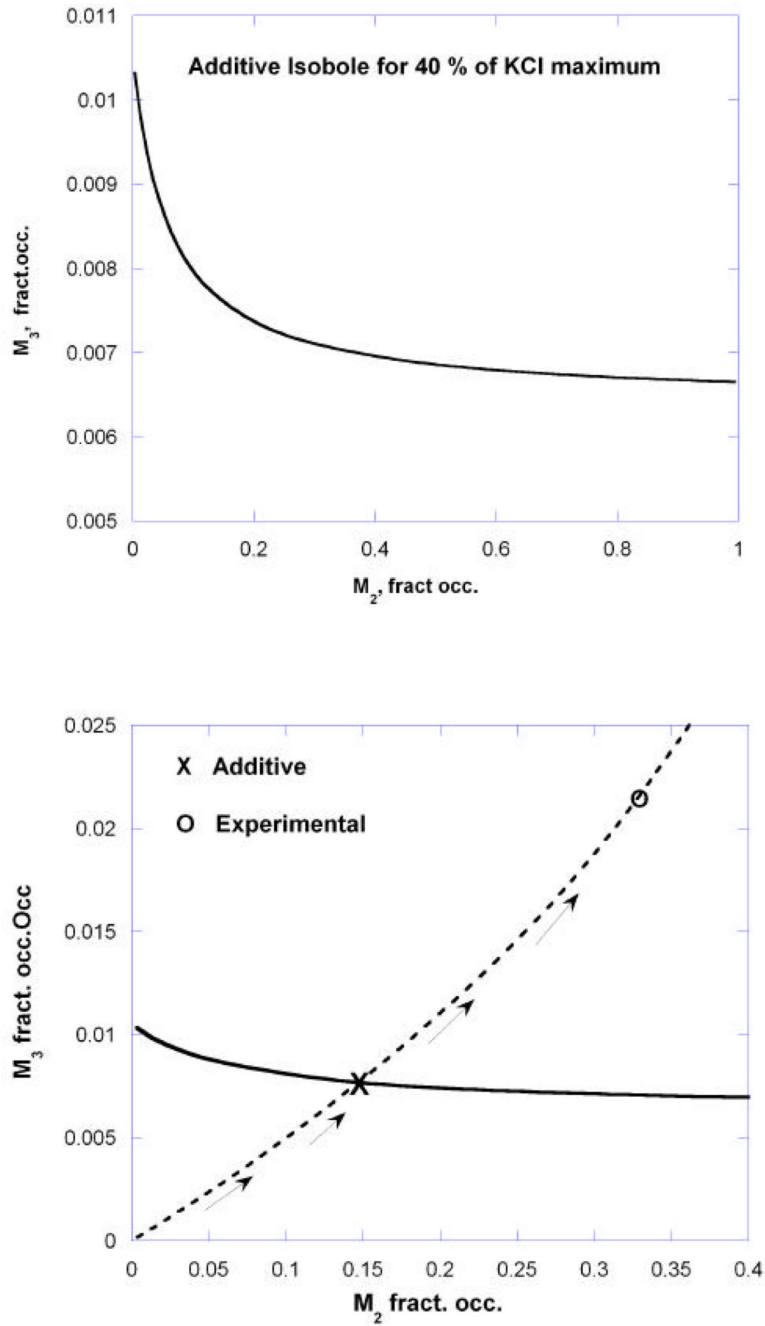 0.011
Additive Isobole for 40 % of KCl maximum
0.01
0.009
0.008
0.007
0.006
0.005
M3, fract.occ.
0 0.2 0.4 0.6 0.8 1
M2, fract occ.
0.025
X Additive
O Experimental
0.02
0.015
0.01
0.005
0
M3 fract. occ.Occ
X
0 0.05 0.1 0.15 0.2 0.25 0.3 0.35 0.4
M2 fract. occ.